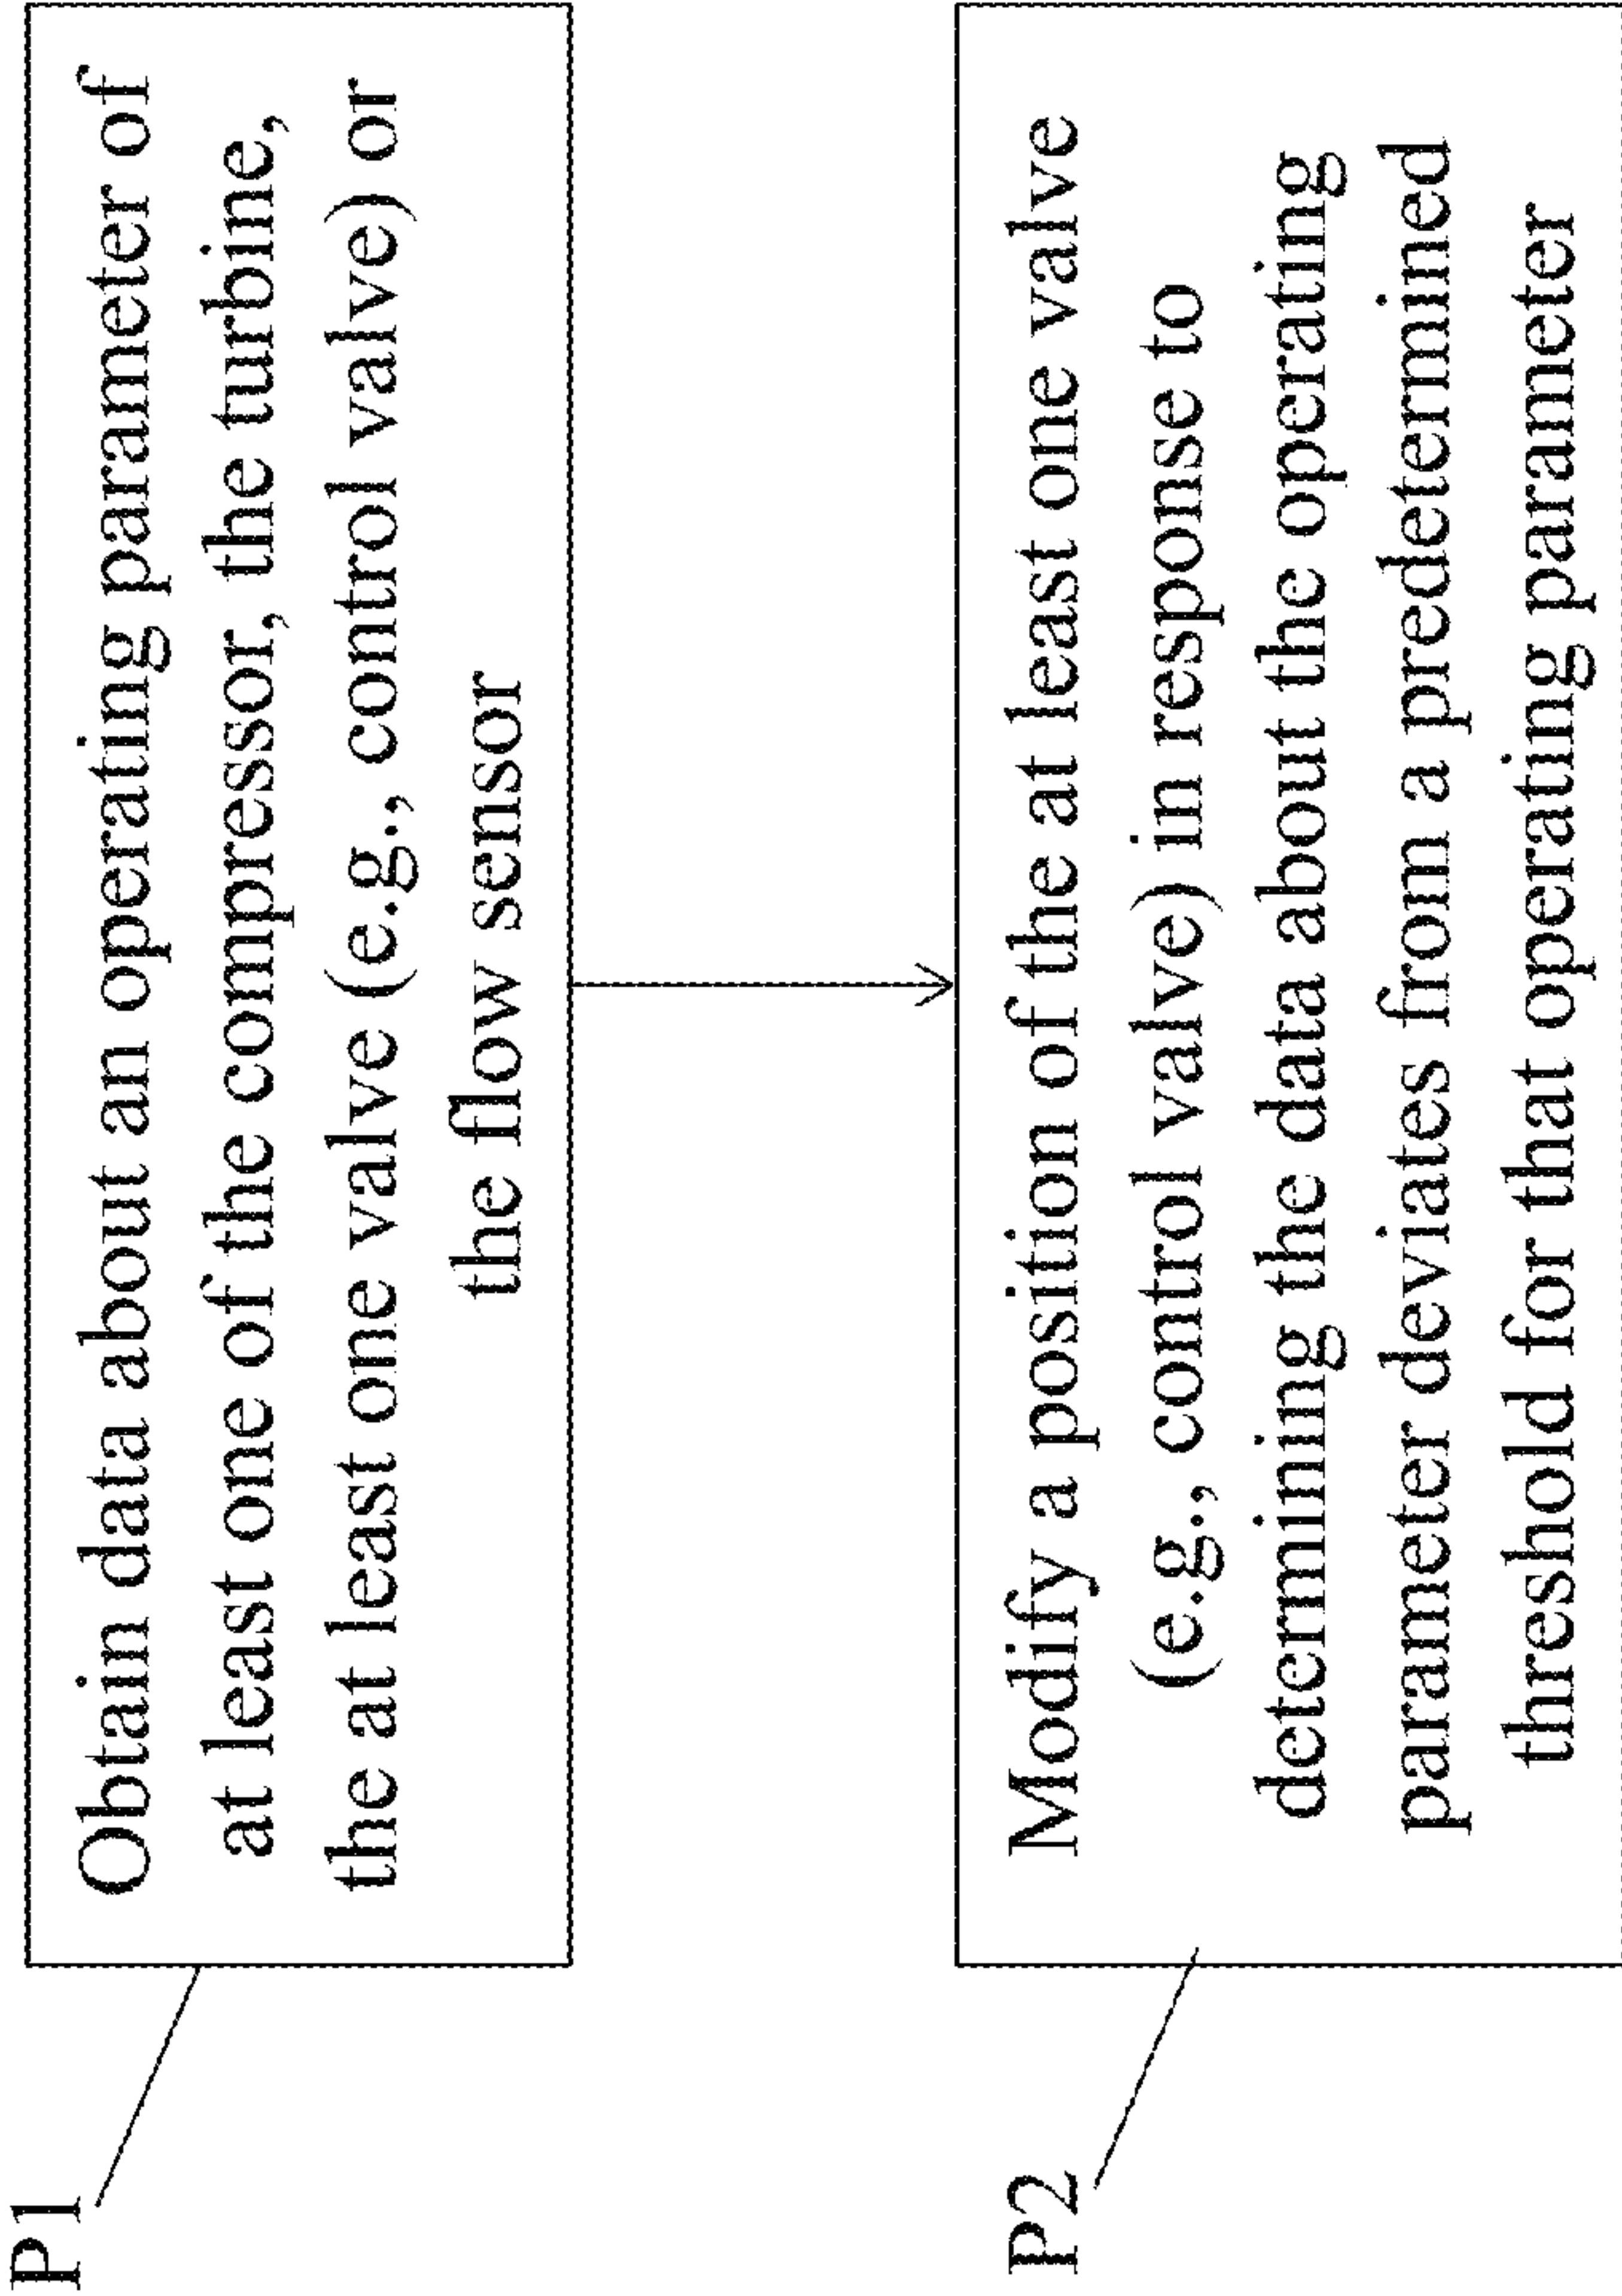 P1
Obtain data about an operating parameter of
at least one of the compressor, the turbine,
the at least one valve (e.g., control valve) or
the flow sensor
P2
Modify a position of the at least one valve
(e.g., control valve) in response to
determining the data about the operating
parameter deviates from a predetermined
threshold for that operating parameter